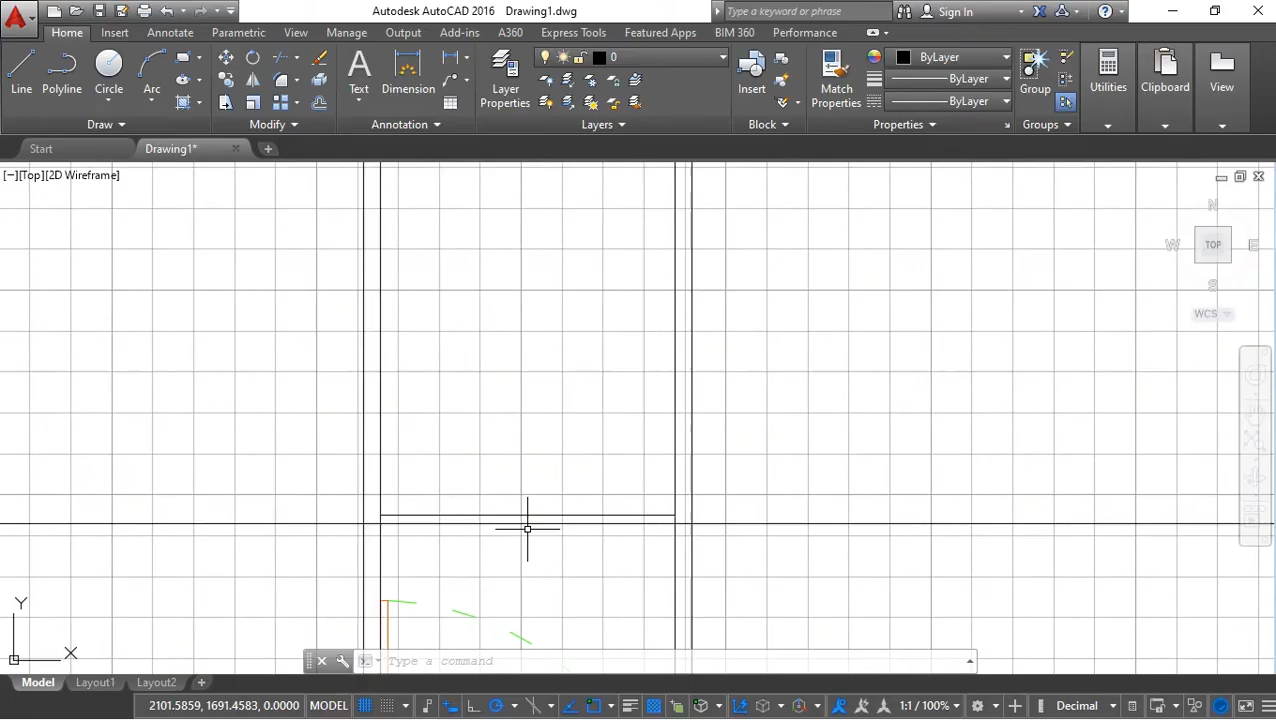 Autodesk AutoCAD 2016 Drawing1.dwg
Type a keyword or phrase
Sign In
Home Insert Annotate Parametric View Manage Output Add-ins A360 Express Tools Featured Apps BIM 360 Performance
Line Polyline Circle Arc
Text Dimension
Layer Properties
0
Insert
Match Properties
ByLayer
ByLayer
ByLayer
Group
Utilities Clipboard View
Draw Modify Annotation Layers Block Properties Groups
Start Drawing1*
[−][Top][2D Wireframe]
N
W TOP E
S
WCS
Y
X
Type a command
Model Layout1 Layout2
2101.5859, 1691.4583, 0.0000 MODEL 1:1 / 100% Decimal